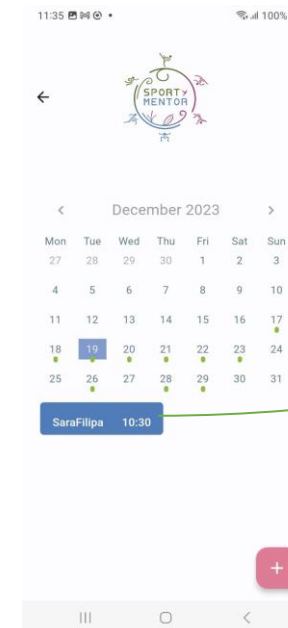 11:35 100%
SPORTY
MENTOR
December 2023
Mon Tue Wed Thu Fri Sat Sun
27 28 29 30 1 2 3
4 5 6 7 8 9 10
11 12 13 14 15 16 17
18 19 20 21 22 23 24
25 26 27 28 29 30 31
SaraFilipa 10:30